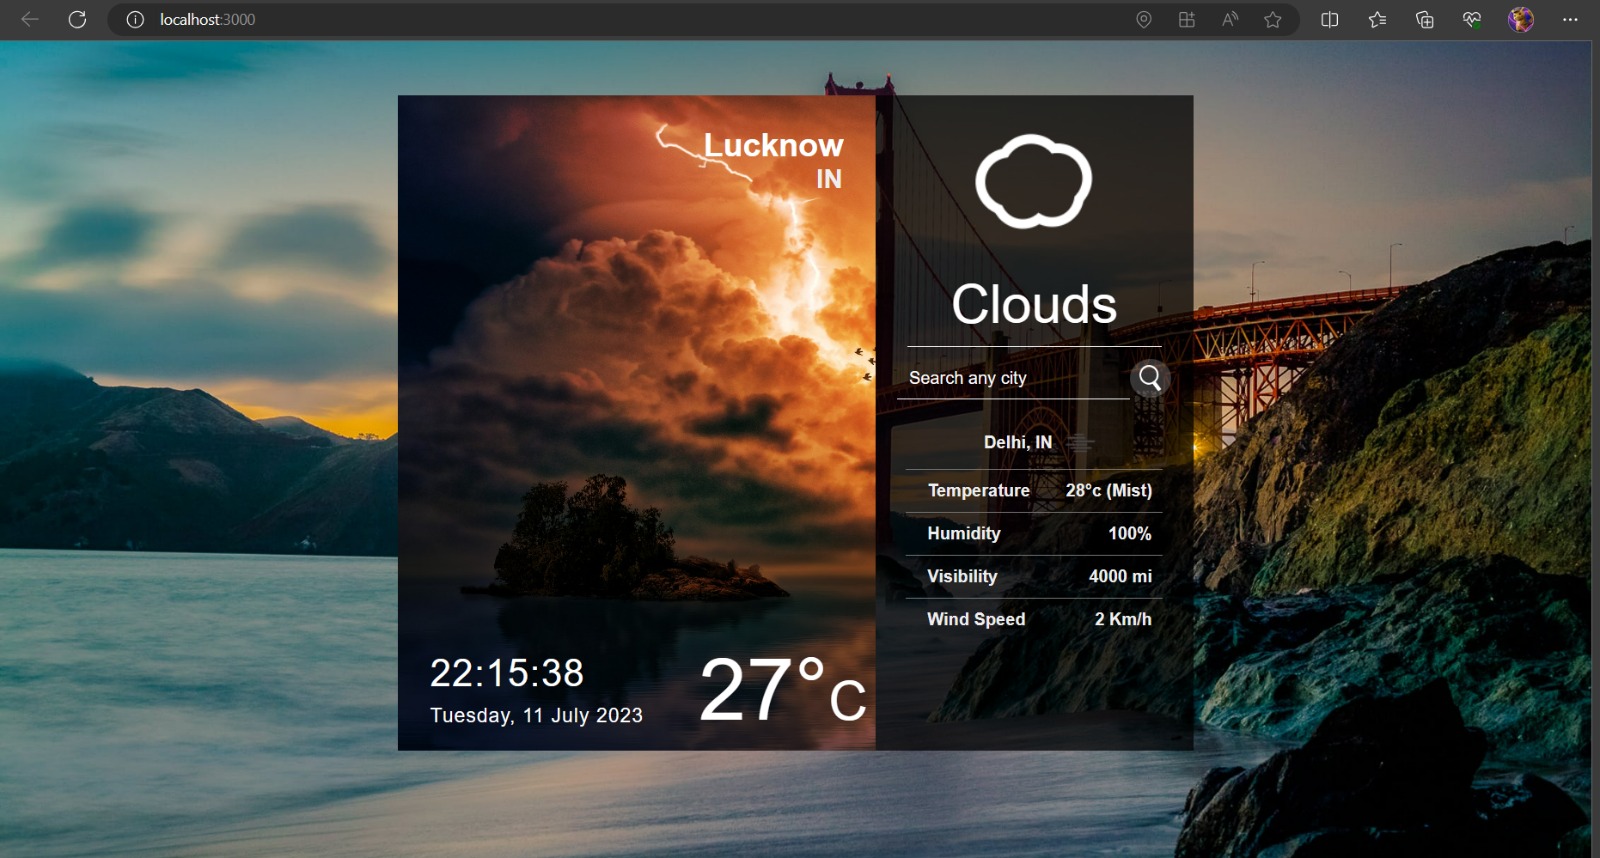 localhost:3000
Lucknow
IN
Clouds
Search any city
Delhi, IN
Temperature 28°c (Mist)
Humidity 100%
Visibility 4000 mi
Wind Speed 2 Km/h
22:15:38
Tuesday, 11 July 2023
27°C